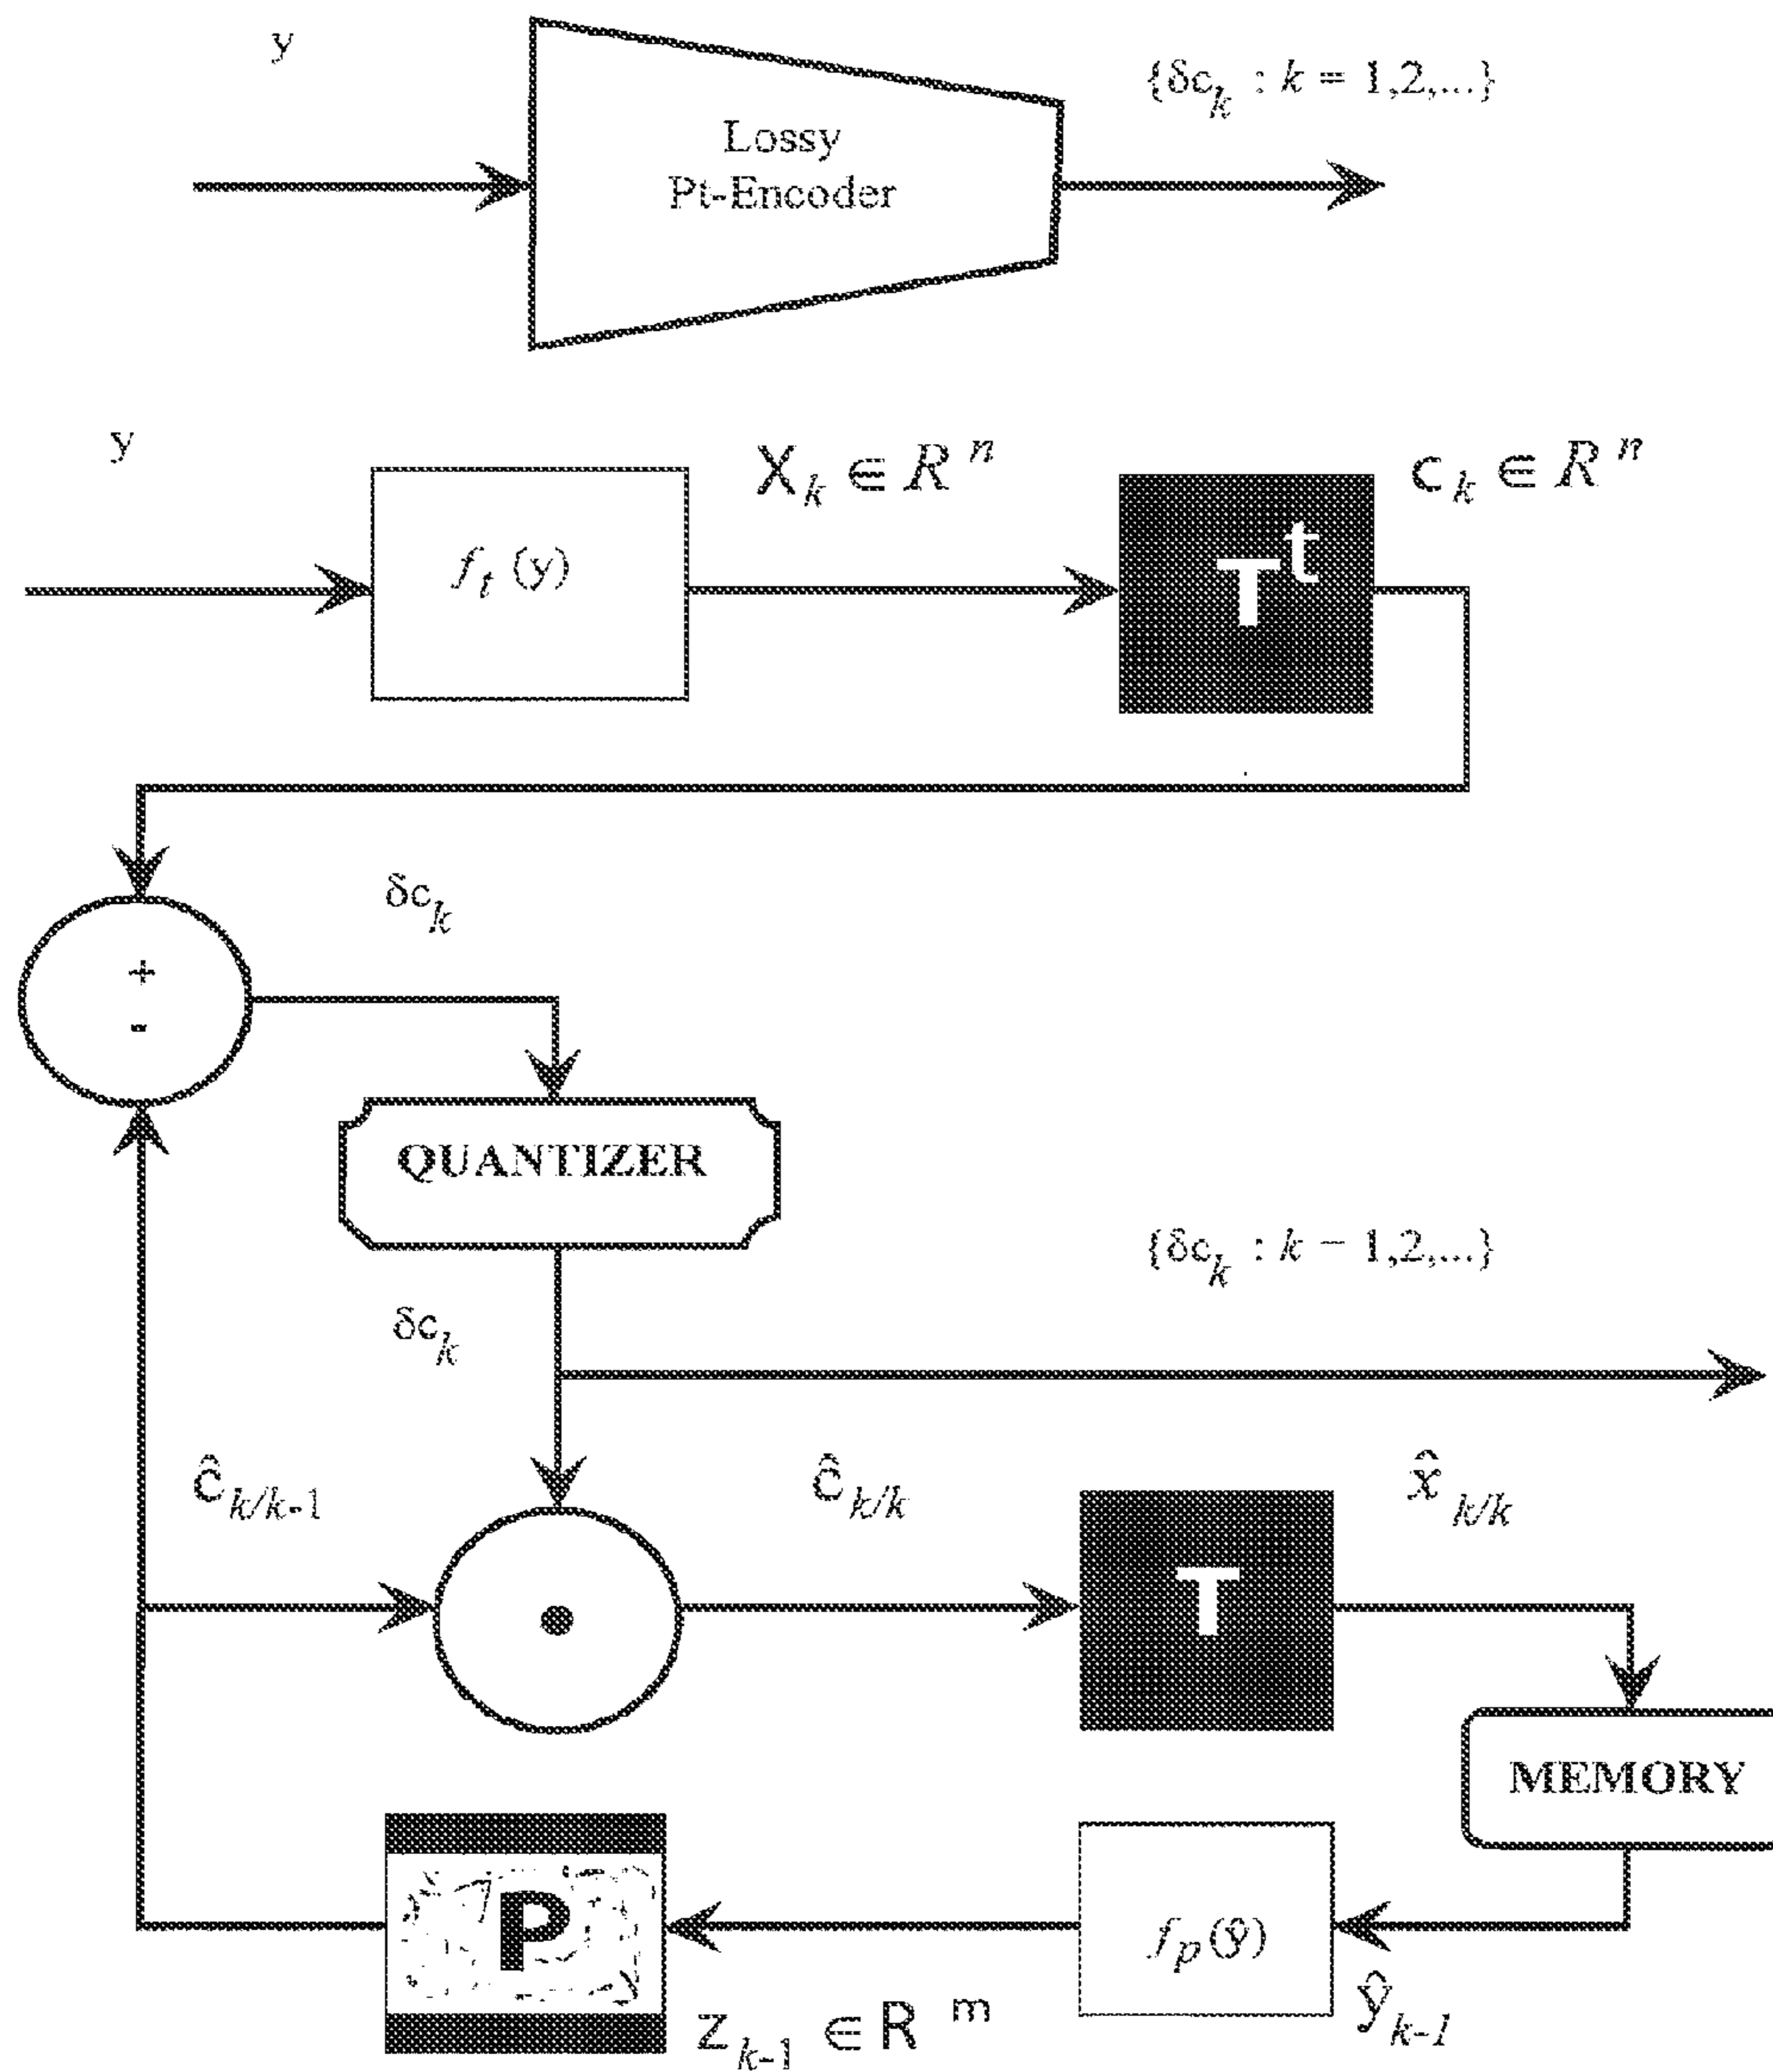 y
{δc_k : k = 1,2,...}
Lossy
Pt-Encoder
y
X_k ∈ R^n
c_k ∈ R^n
f_t (y)
T^t
δc_k
+
-
QUANTIZER
{δc_k : k − 1,2,...}
δc_k
ĉ_k/k-1
ĉ_k/k
x̂_k/k
T
MEMORY
P
f_p(ŷ)
z_k-1 ∈ R^m
ŷ_k-1